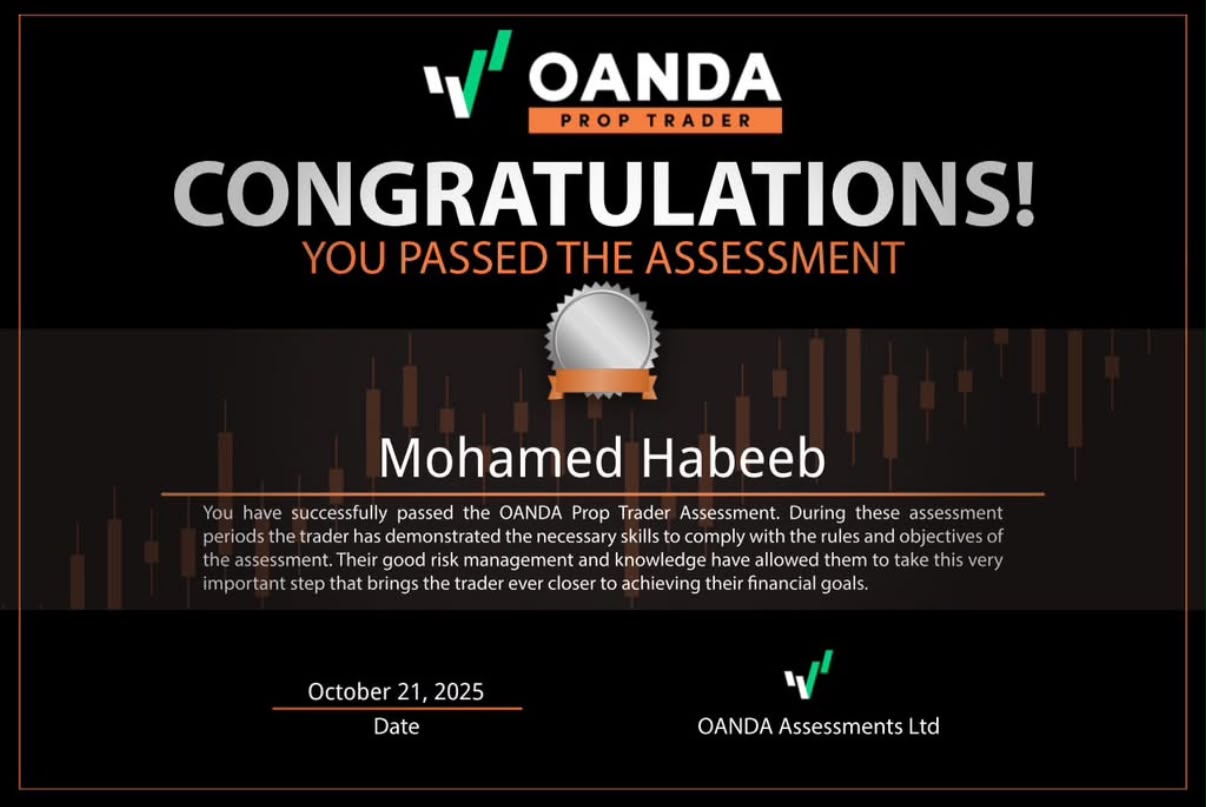 OANDA
PROP TRADER
CONGRATULATIONS!
YOU PASSED THE ASSESSMENT
Mohamed Habeeb
You have successfully passed the OANDA Prop Trader Assessment. During these assessment
periods the trader has demonstrated the necessary skills to comply with the rules and objectives of
the assessment. Their good risk management and knowledge have allowed them to take this very
important step that brings the trader ever closer to achieving their financial goals.
October 21, 2025
Date
OANDA Assessments Ltd